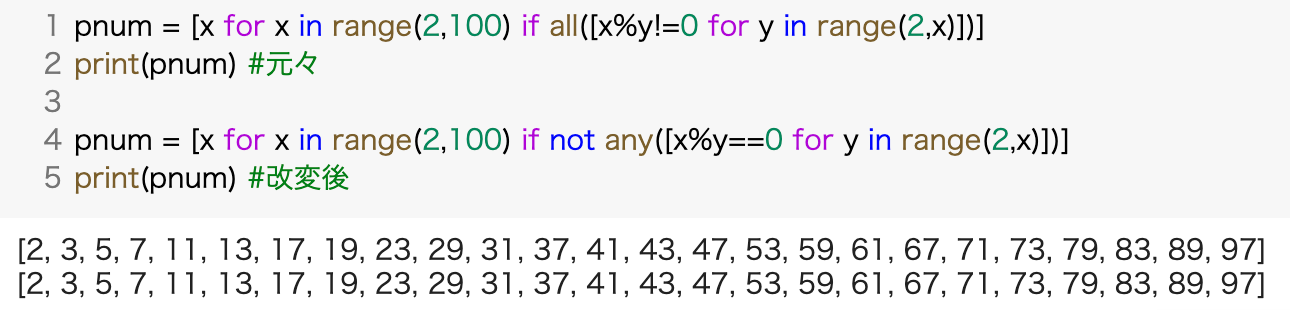 1 pnum = [x for x in range(2,100) if all([x%y!=0 for y in range(2,x)])]
2 print(pnum) #元々
3
4 pnum = [x for x in range(2,100) if not any([x%y==0 for y in range(2,x)])]
5 print(pnum) #改変後
[2, 3, 5, 7, 11, 13, 17, 19, 23, 29, 31, 37, 41, 43, 47, 53, 59, 61, 67, 71, 73, 79, 83, 89, 97]
[2, 3, 5, 7, 11, 13, 17, 19, 23, 29, 31, 37, 41, 43, 47, 53, 59, 61, 67, 71, 73, 79, 83, 89, 97]